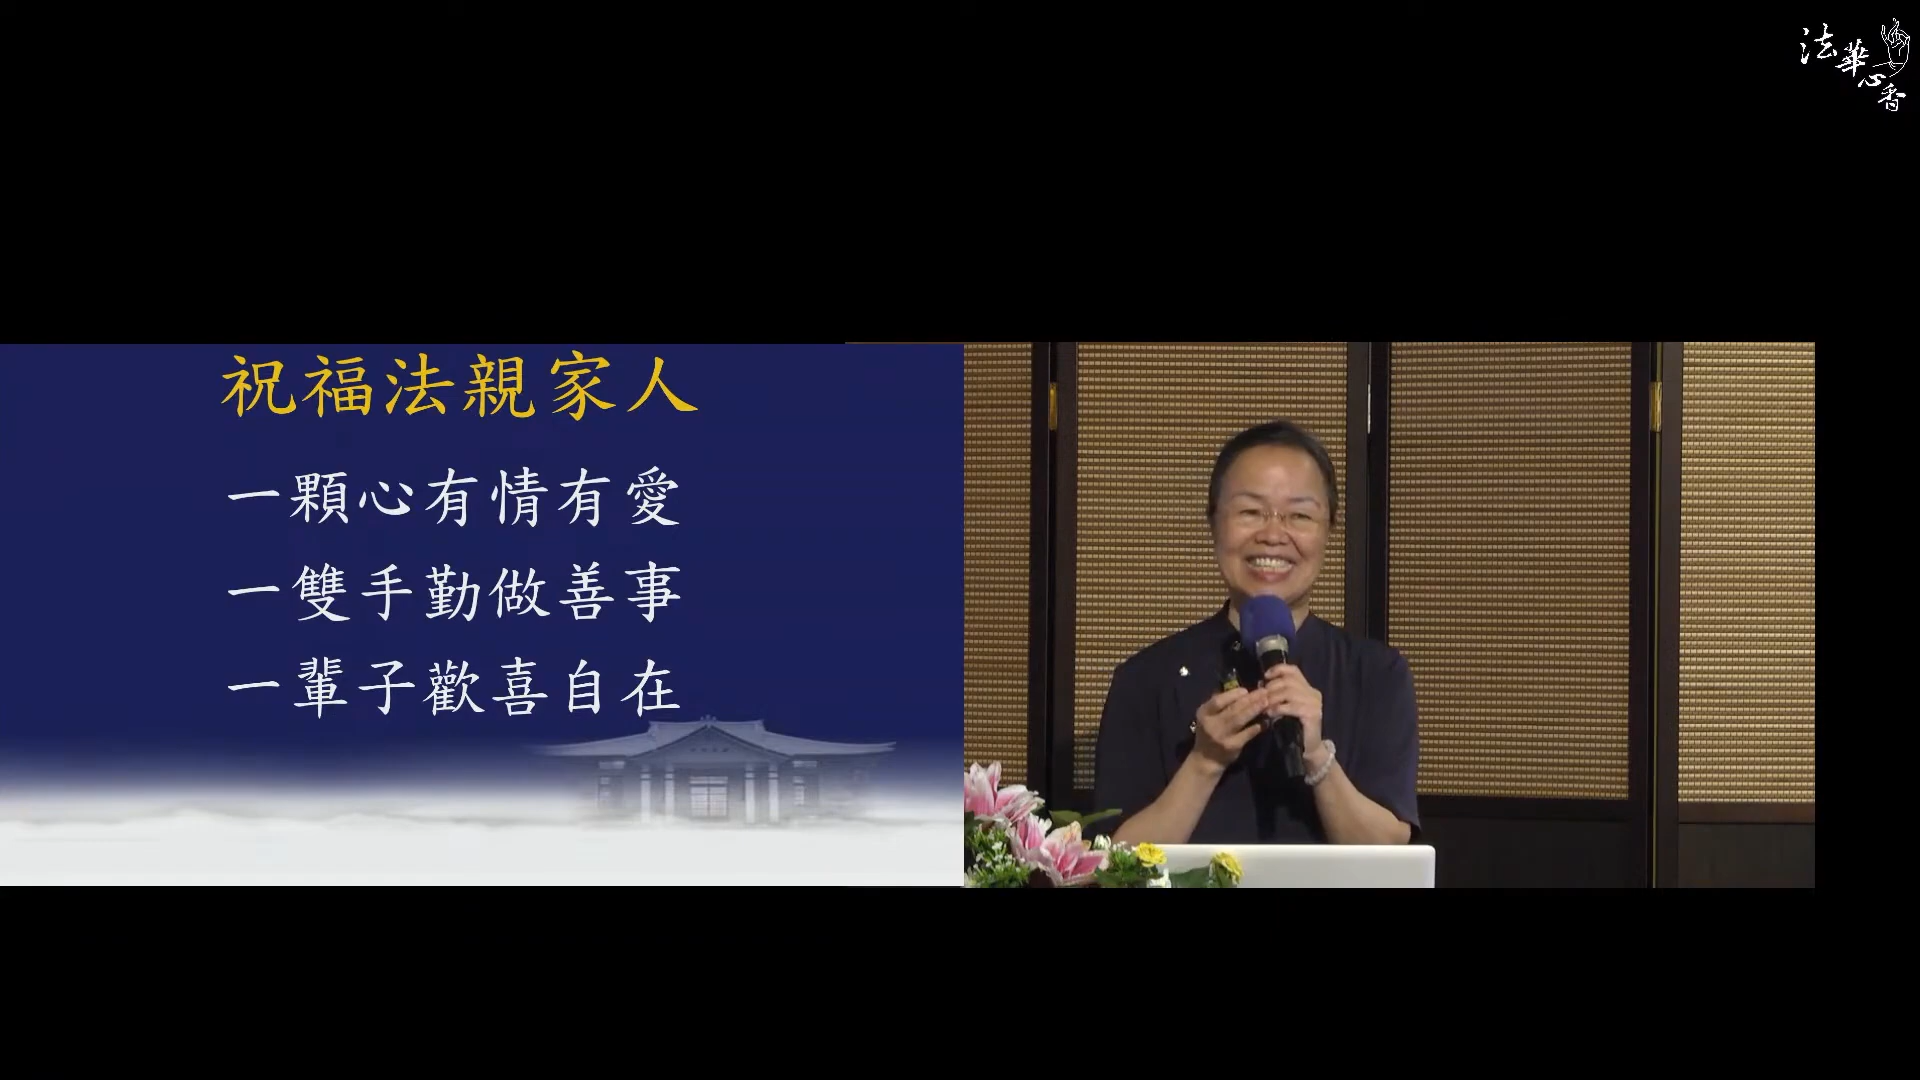 法華心香
祝福法親家人
一顆心有情有愛
一雙手勤做善事
一輩子歡喜自在